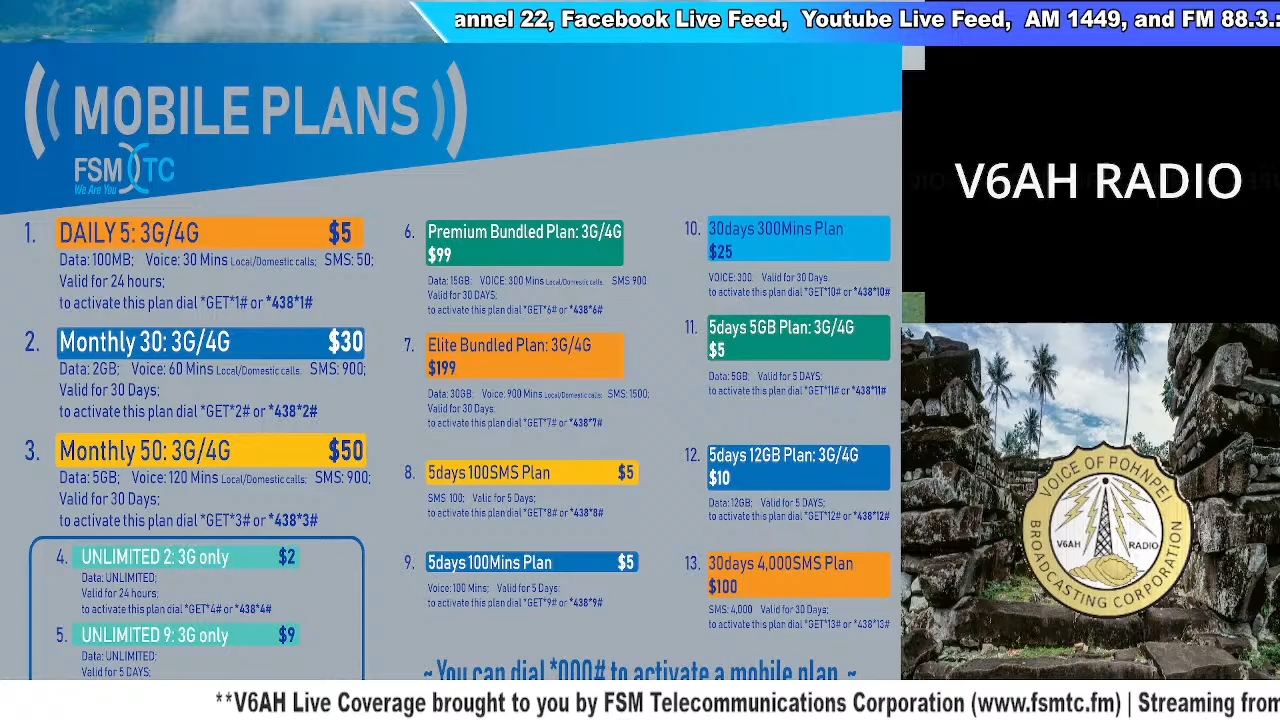 annel 22, Facebook Live Feed, Youtube Live Feed, AM 1449, and FM 88.3.
MOBILE PLANS
FSMTC
We Are You
1. DAILY 5: 3G/4G $5
Data: 100MB; Voice: 30 Mins Local/Domestic calls; SMS: 50;
Valid for 24 hours;
to activate this plan dial *GET*1# or *438*1#
2. Monthly 30: 3G/4G $30
Data: 2GB; Voice: 60 Mins Local/Domestic calls. SMS: 900;
Valid for 30 Days;
to activate this plan dial *GET*2# or *438*2#
3. Monthly 50: 3G/4G $50
Data: 5GB; Voice: 120 Mins Local/Domestic calls; SMS: 900;
Valid for 30 Days;
to activate this plan dial *GET*3# or *438*3#
4. UNLIMITED 2: 3G only $2
Data: UNLIMITED;
Valid for 24 hours;
to activate this plan dial *GET*4# or *438*4#
5. UNLIMITED 9: 3G only $9
Data: UNLIMITED;
Valid for 5 DAYS;
6. Premium Bundled Plan: 3G/4G
$99
Data: 15GB; VOICE: 300 Mins Local/Domestic calls. SMS 900
Valid for 30 DAYS;
to activate this plan dial *GET*6# or *438*6#
7. Elite Bundled Plan: 3G/4G
$199
Data: 30GB; Voice: 900 Mins Local/Domestic calls; SMS: 1500;
Valid for 30 Days;
to activate this plan dial *GET*7# or *438*7#
8. 5days 100SMS Plan $5
SMS 100; Valid for 5 Days;
to activate this plan dial *GET*8# or *438*8#
9. 5days 100Mins Plan $5
Voice: 100 Mins; Valid for 5 Days;
to activate this plan dial *GET*9# or *438*9#
10. 30days 300Mins Plan
$25
VOICE: 300 Valid for 30 Days;
to activate this plan dial *GET*10# or *438*10#
11. 5days 5GB Plan: 3G/4G
$5
Data: 5GB; Valid for 5 DAYS;
to activate this plan dial *GET*11# or *438*11#
12. 5days 12GB Plan: 3G/4G
$10
Data: 12GB; Valid for 5 DAYS;
to activate this plan dial *GET*12# or *438*12#
13. 30days 4,000SMS Plan
$100
SMS: 4,000 Valid for 30 Days;
to activate this plan dial *GET*13# or *438*13#
~ You can dial *000# to activate a mobile plan ~
V6AH RADIO
VOICE OF POHNPEI
V6AH RADIO
BROADCASTING CORPORATION
**V6AH Live Coverage brought to you by FSM Telecommunications Corporation (www.fsmtc.fm) | Streaming from